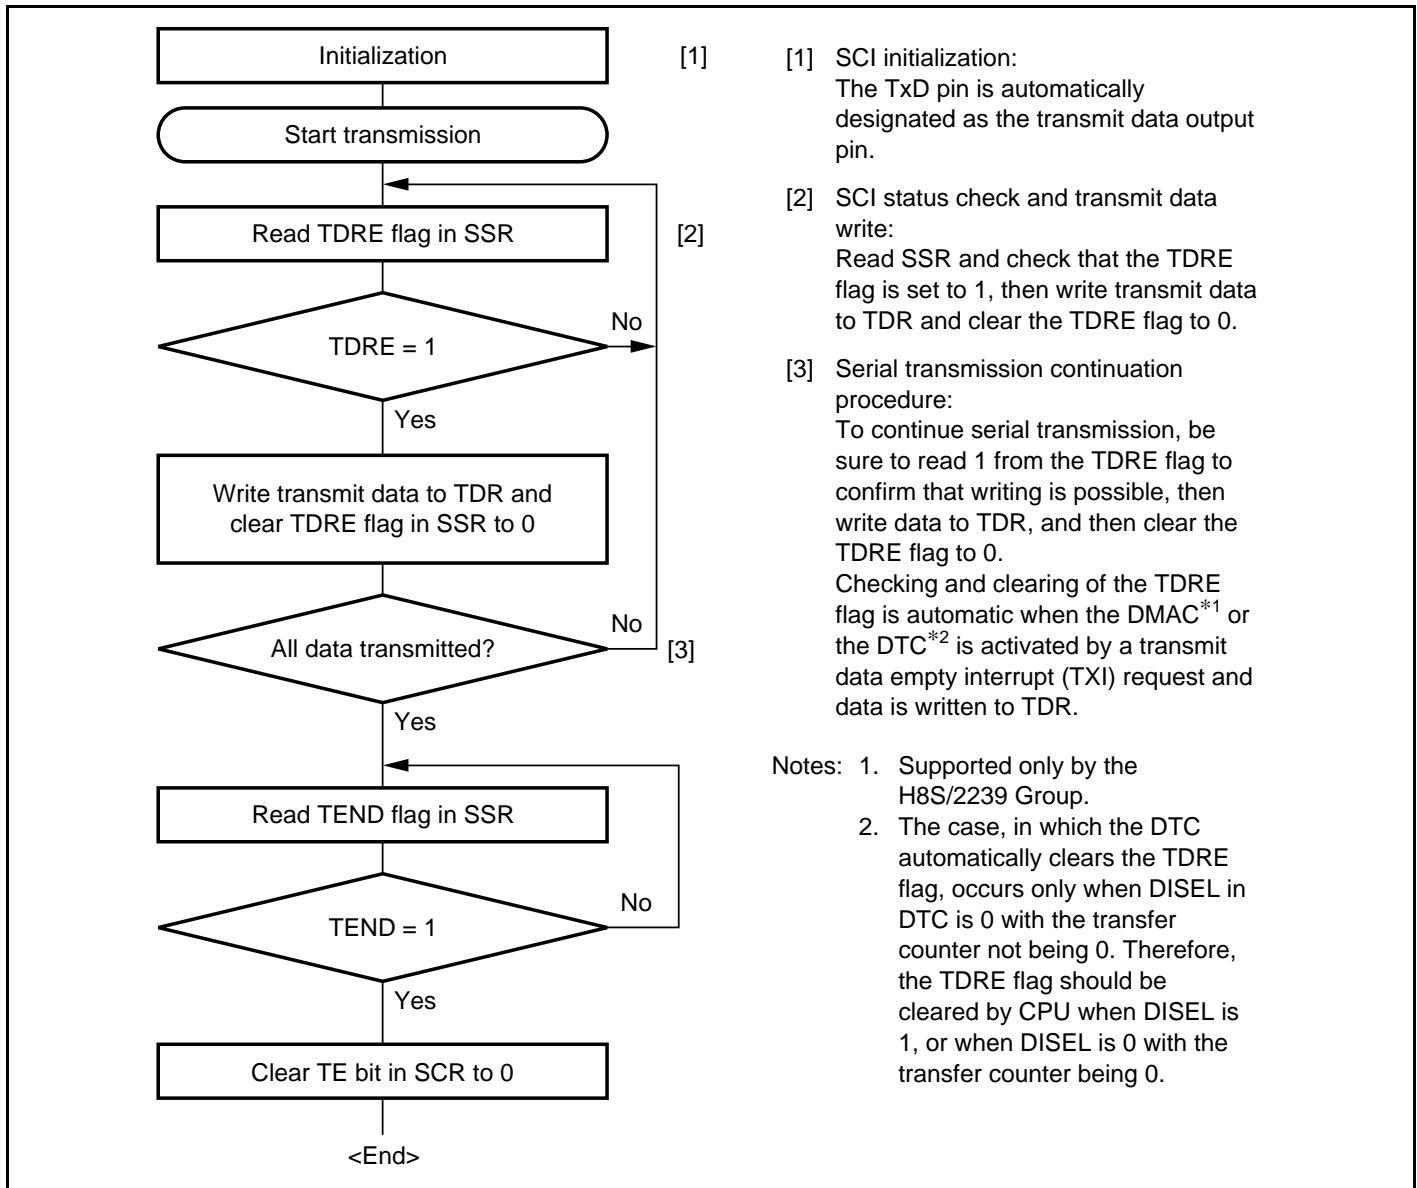 Initialization
[1]
Start transmission
Read TDRE flag in SSR
[2]
No
TDRE = 1
Yes
Write transmit data to TDR and
clear TDRE flag in SSR to 0
No
All data transmitted?
[3]
Yes
Read TEND flag in SSR
No
TEND = 1
Yes
Clear TE bit in SCR to 0
<End>
[1] SCI initialization:
The TxD pin is automatically
designated as the transmit data output
pin.
[2] SCI status check and transmit data
write:
Read SSR and check that the TDRE
flag is set to 1, then write transmit data
to TDR and clear the TDRE flag to 0.
[3] Serial transmission continuation
procedure:
To continue serial transmission, be
sure to read 1 from the TDRE flag to
confirm that writing is possible, then
write data to TDR, and then clear the
TDRE flag to 0.
Checking and clearing of the TDRE
flag is automatic when the DMAC*1 or
the DTC*2 is activated by a transmit
data empty interrupt (TXI) request and
data is written to TDR.
Notes: 1. Supported only by the
H8S/2239 Group.
2. The case, in which the DTC
automatically clears the TDRE
flag, occurs only when DISEL in
DTC is 0 with the transfer
counter not being 0. Therefore,
the TDRE flag should be
cleared by CPU when DISEL is
1, or when DISEL is 0 with the
transfer counter being 0.